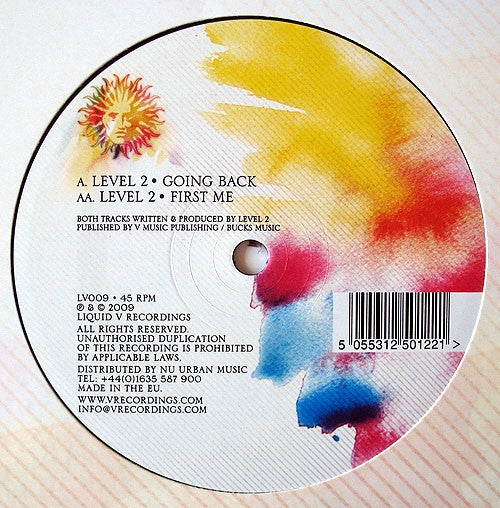 A. LEVEL 2 • GOING BACK
AA. LEVEL 2 • FIRST ME
BOTH TRACKS WRITTEN & PRODUCED BY LEVEL 2
PUBLISHED BY V MUSIC PUBLISHING / BUCKS MUSIC
LV009 • 45 RPM
℗ & © 2009
LIQUID V RECORDINGS
ALL RIGHTS RESERVED.
UNAUTHORISED DUPLICATION
OF THIS RECORDING IS PROHIBITED
BY APPLICABLE LAWS.
DISTRIBUTED BY NU URBAN MUSIC
TEL: +44(0)1635 587 900
MADE IN THE EU.
WWW.VRECORDINGS.COM
INFO@VRECORDINGS.COM
5 055312 501221 >